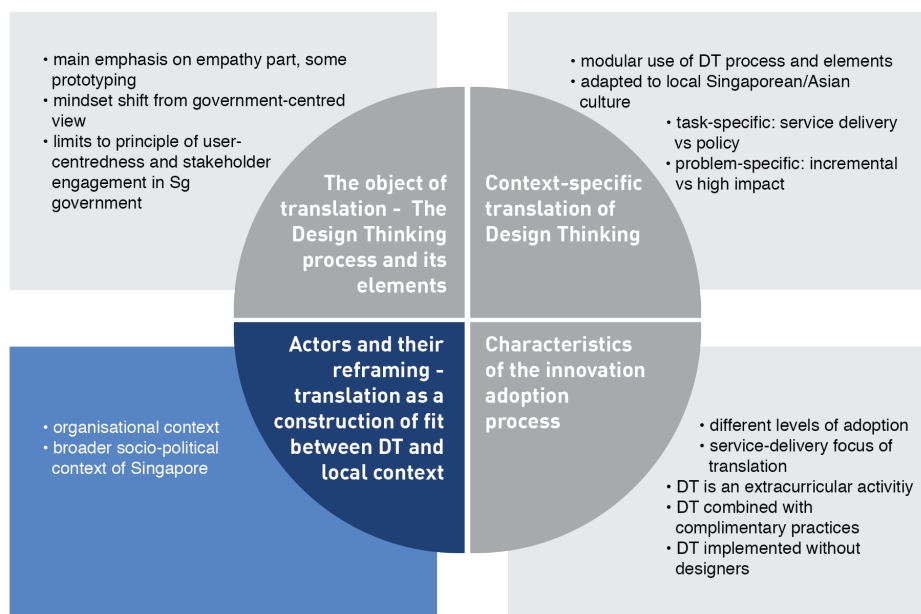 • main emphasis on empathy part, some
prototyping
• mindset shift from government-centred
view
• limits to principle of user-
centredness and stakeholder
engagement in Sg
government
The object of
translation - The
Design Thinking
process and its
elements
• modular use of DT process and elements
• adapted to local Singaporean/Asian
culture
• task-specific: service delivery
vs policy
• problem-specific: incremental
vs high impact
Context-specific
translation of
Design Thinking
• organisational context
• broader socio-political
context of Singapore
Actors and their
reframing -
translation as a
construction of fit
between DT and
local context
Characteristics
of the innovation
adoption
process
• different levels of adoption
• service-delivery focus of
translation
• DT is an extracurricular activitiy
• DT combined with
complimentary practices
• DT implemented without
designers